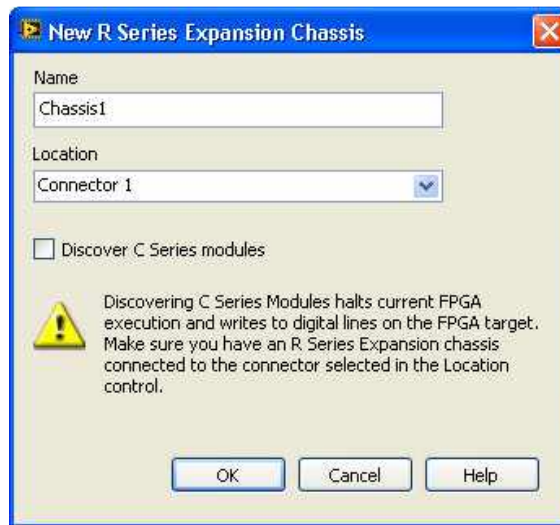 New R Series Expansion Chassis
Name
Chassis1
Location
Connector 1
Discover C Series modules
Discovering C Series Modules halts current FPGA
execution and writes to digital lines on the FPGA target.
Make sure you have an R Series Expansion chassis
connected to the connector selected in the Location
control.
OK
Cancel
Help